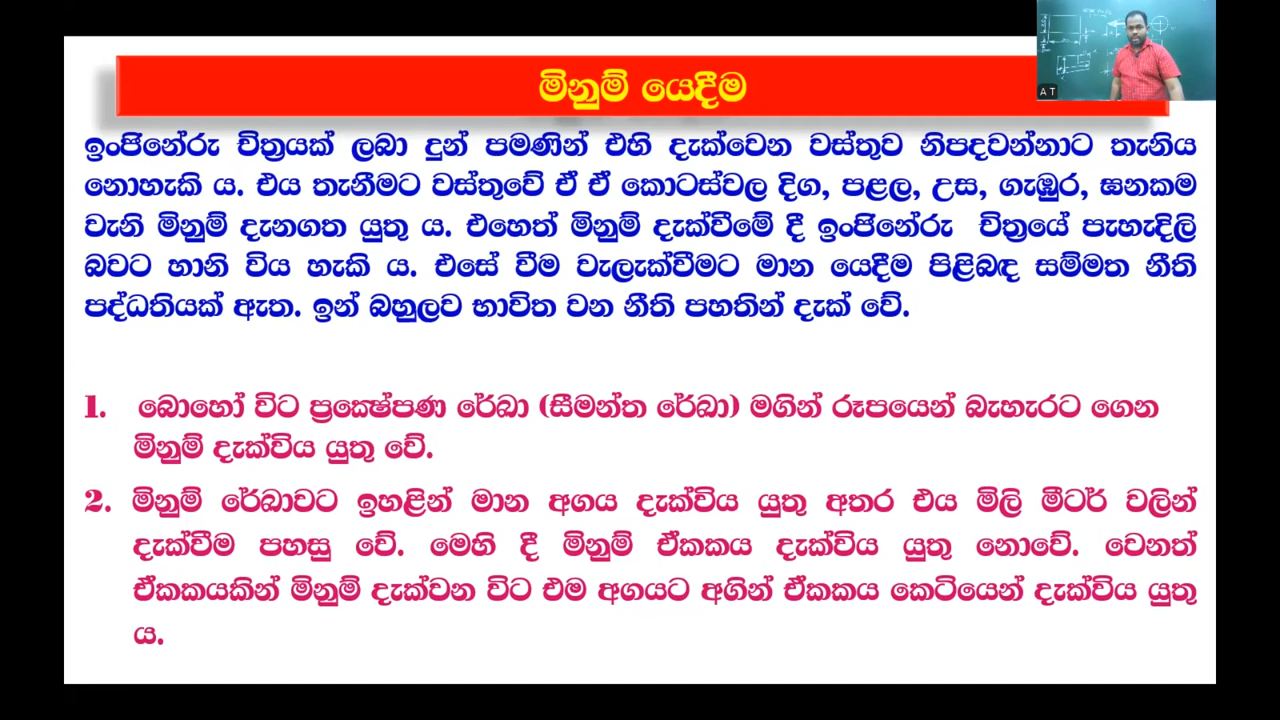 මිනුම් යෙදීම
A T
ඉංජිනේරු චිත්‍රයක් ලබා දුන් පමණින් එහි දැක්වෙන වස්තුව නිපදවන්නාට තැනිය
නොහැකි ය. එය තැනීමට වස්තුවේ ඒ ඒ කොටස්වල දිග, පළල, උස, ගැඹුර, ඝනකම
වැනි මිනුම් දැනගත යුතු ය. එහෙත් මිනුම් දැක්වීමේ දී ඉංජිනේරු චිත්‍රයේ පැහැදිලි
බවට හානි විය හැකි ය. එසේ වීම වැලැක්වීමට මාන යෙදීම පිළිබඳ සම්මත නීති
පද්ධතියක් ඇත. ඉන් බහුලව භාවිත වන නීති පහතින් දැක් වේ.
1. බොහෝ විට ප්‍රක්‍ෂේපණ රේඛා (සීමන්ත රේඛා) මගින් රූපයෙන් බැහැරට ගෙන
මිනුම් දැක්විය යුතු වේ.
2. මිනුම් රේඛාවට ඉහළින් මාන අගය දැක්විය යුතු අතර එය මිලි මීටර් වලින්
දැක්වීම පහසු වේ. මෙහි දී මිනුම් ඒකකය දැක්විය යුතු නොවේ. වෙනත්
ඒකකයකින් මිනුම් දැක්වන විට එම අගයට අගින් ඒකකය කෙටියෙන් දැක්විය යුතු
ය.